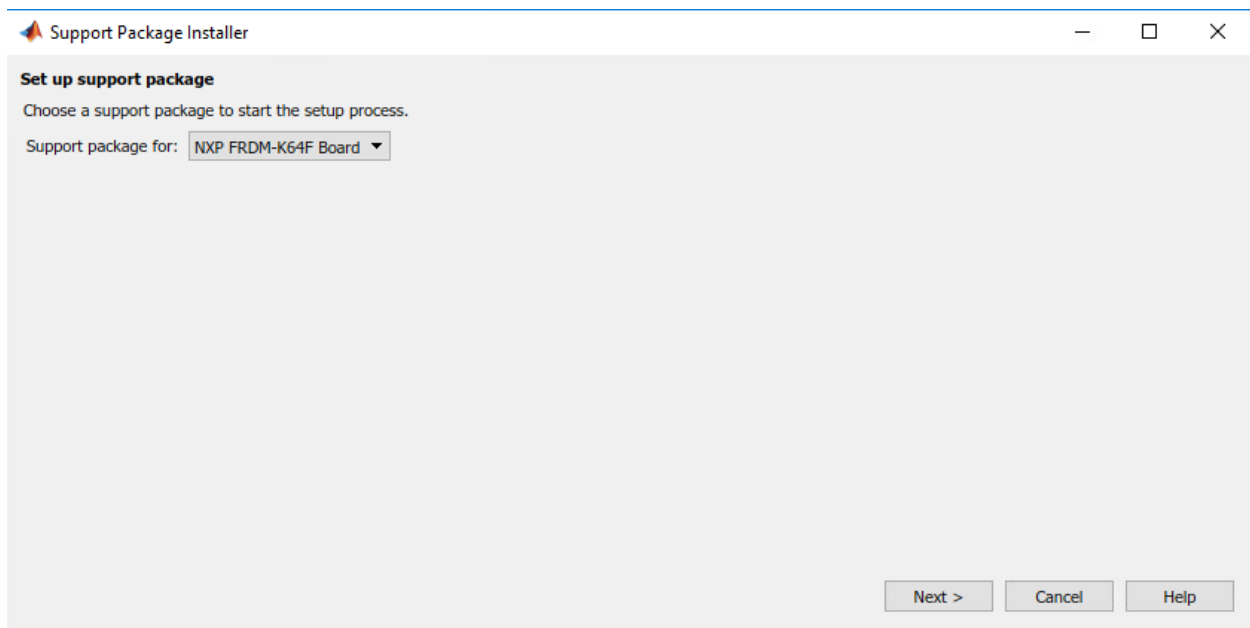 Support Package Installer
Set up support package
Choose a support package to start the setup process.
Support package for: NXP FRDM-K64F Board
Next > Cancel Help